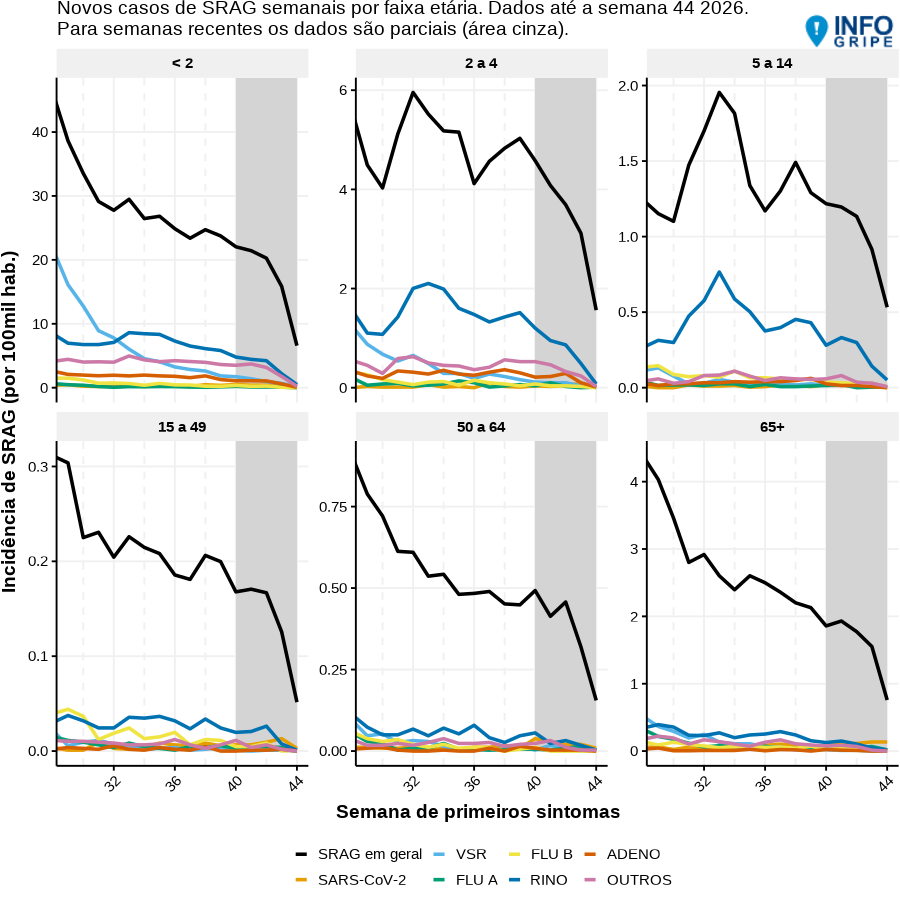 Novos casos de SRAG semanais por faixa etária. Dados até a semana 44 2026.
Para semanas recentes os dados são parciais (área cinza).
INFO
GRIPE
< 2
2 a 4
5 a 14
40
30
20
10
0
6
4
2
0
2.0
1.5
1.0
0.5
0.0
Incidência de SRAG (por 100mil hab.)
15 a 49
50 a 64
65+
0.3
0.2
0.1
0.0
0.75
0.50
0.25
0.00
4
3
2
1
0
32
36
40
44
32
36
40
44
32
36
40
44
Semana de primeiros sintomas
SRAG em geral
VSR
FLU B
ADENO
SARS-CoV-2
FLU A
RINO
OUTROS